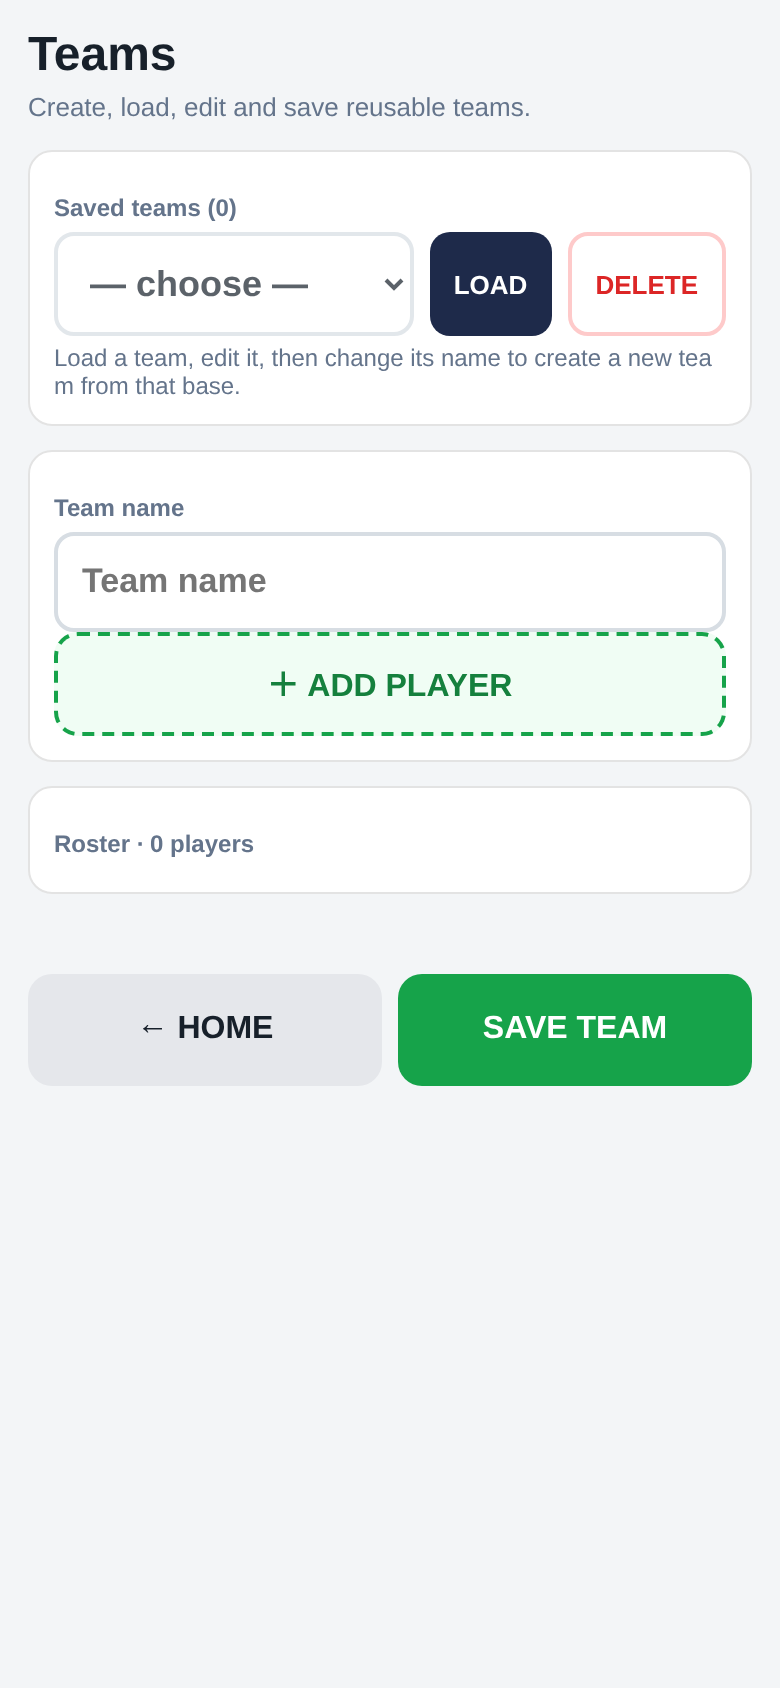 Teams
Create, load, edit and save reusable teams.
Saved teams (0)
— choose —
LOAD
DELETE
Load a team, edit it, then change its name to create a new tea
m from that base.
Team name
Team name
+ ADD PLAYER
Roster · 0 players
← HOME
SAVE TEAM